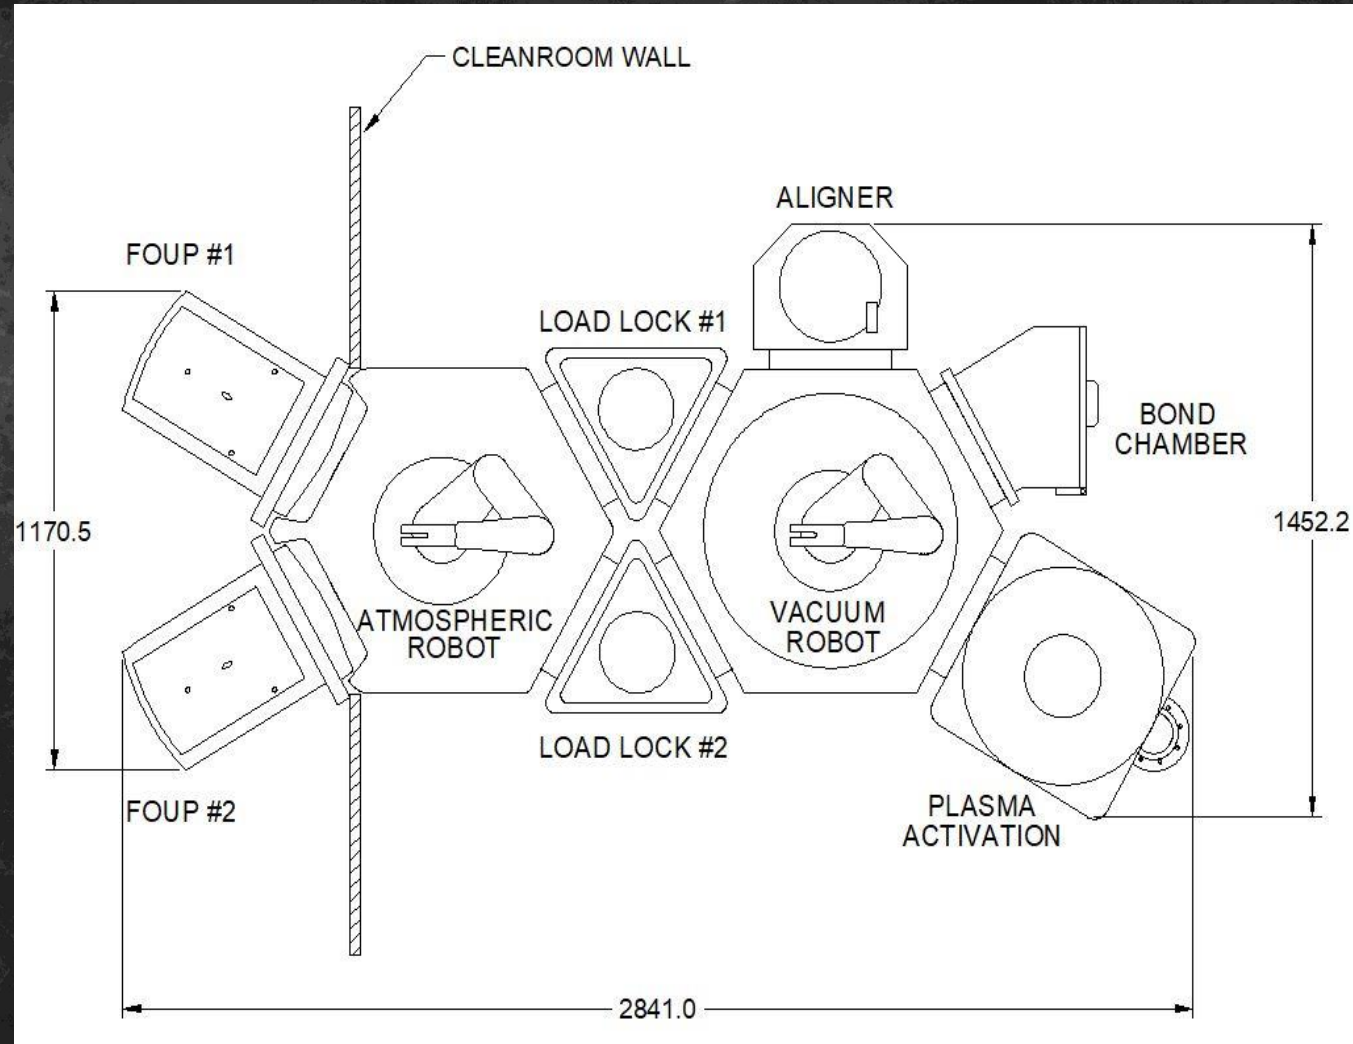 CLEANROOM WALL
ALIGNER
FOUP #1
LOAD LOCK #1
BOND
CHAMBER
1170.5
1452.2
ATMOSPHERIC
ROBOT
VACUUM
ROBOT
LOAD LOCK #2
FOUP #2
PLASMA
ACTIVATION
2841.0